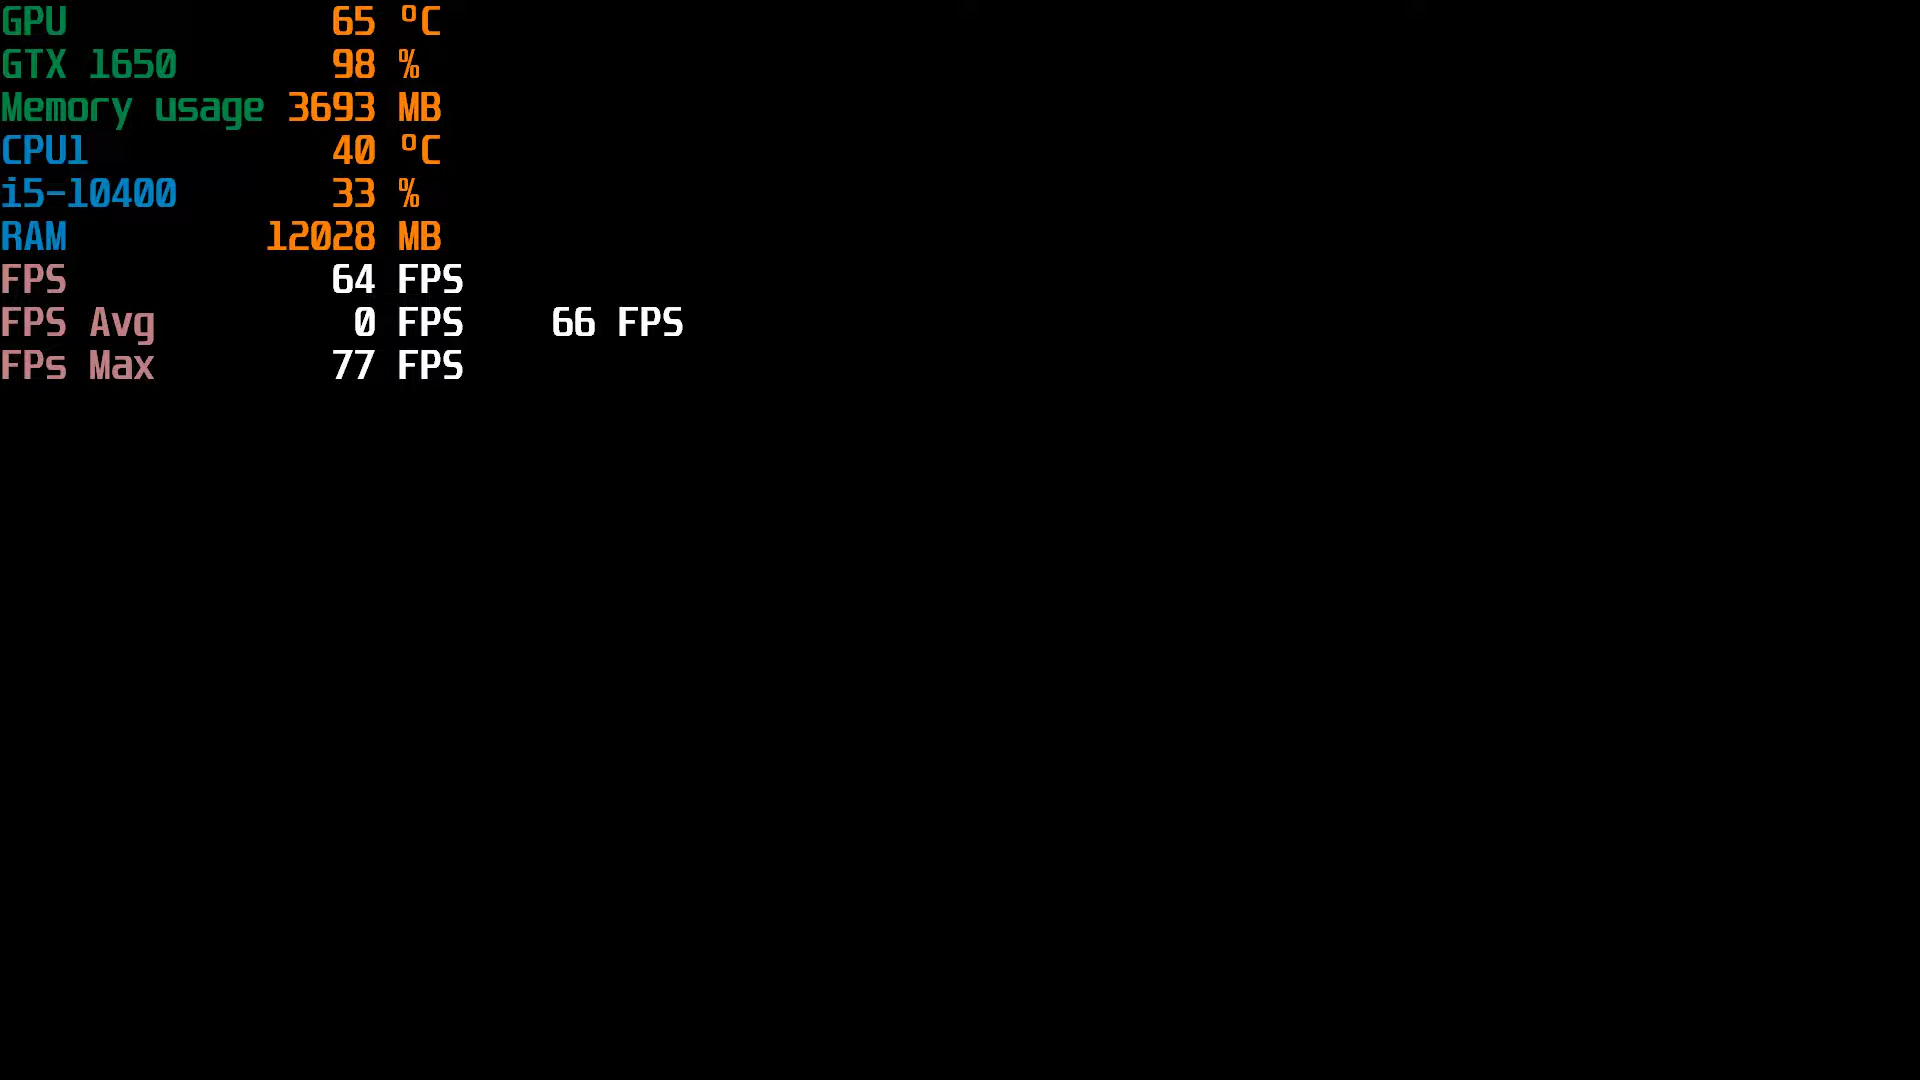 GPU 65 °C
GTX 1650 98 %
Memory usage 3693 MB
CPU1 40 °C
i5-10400 33 %
RAM 12028 MB
FPS 64 FPS
FPS Avg 0 FPS 66 FPS
FPs Max 77 FPS